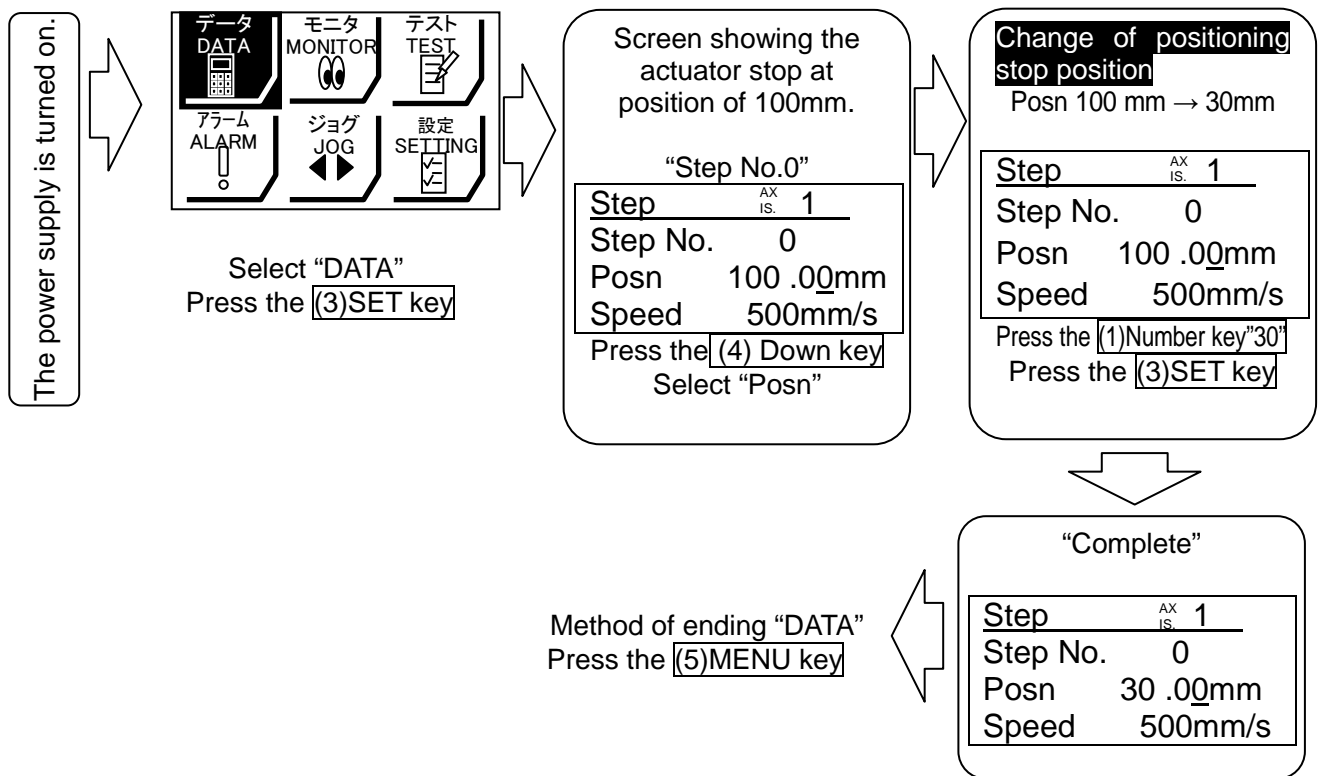 The power supply is turned on.
データ
DATA
モニタ
MONITOR
テスト
TEST
アラーム
ALARM
ジョグ
JOG
設定
SETTING
Select “DATA”
Press the (3)SET key
Screen showing the
actuator stop at
position of 100mm.
“Step No.0”
Step AX IS. 1
Step No. 0
Posn 100 .00mm
Speed 500mm/s
Press the (4) Down key
Select “Posn”
Change of positioning
stop position
Posn 100 mm → 30mm
Step AX IS. 1
Step No. 0
Posn 100 .00mm
Speed 500mm/s
Press the (1)Number key”30”
Press the (3)SET key
“Complete”
Step AX IS. 1
Step No. 0
Posn 30 .00mm
Speed 500mm/s
Method of ending “DATA”
Press the (5)MENU key